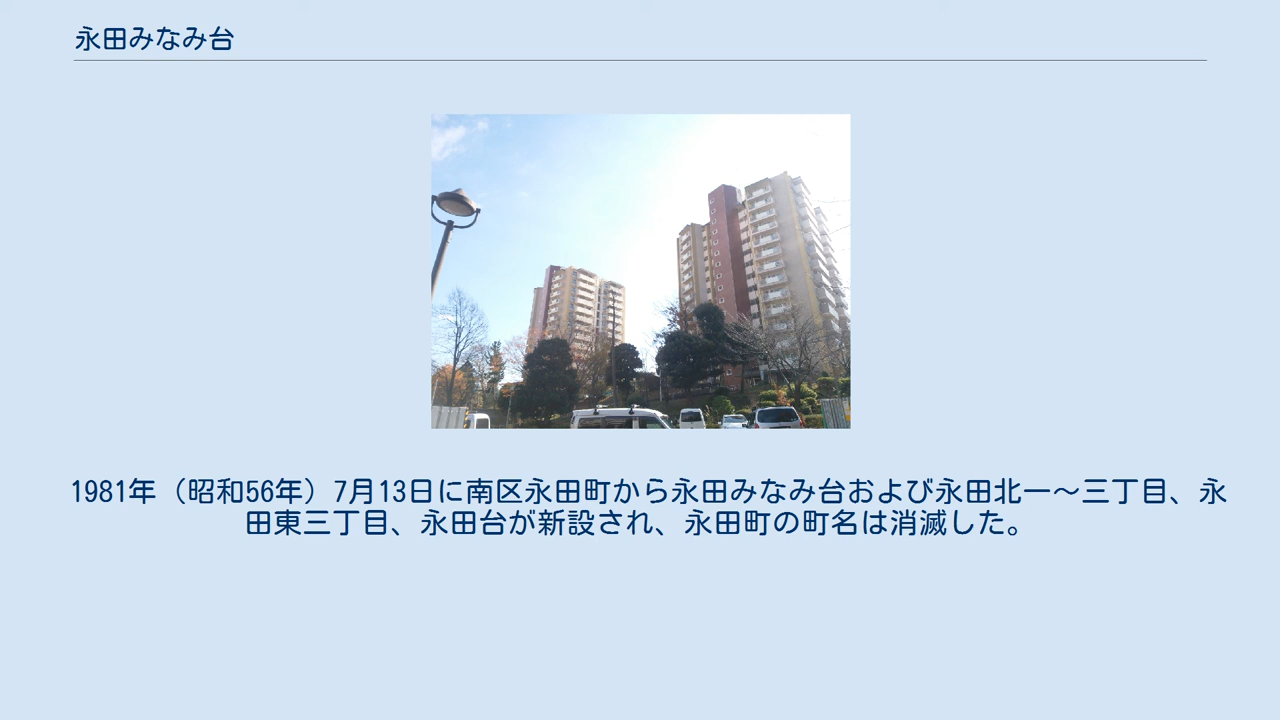 永田みなみ台
1981年（昭和56年）7月13日に南区永田町から永田みなみ台および永田北一～三丁目、永
田東三丁目、永田台が新設され、永田町の町名は消滅した。